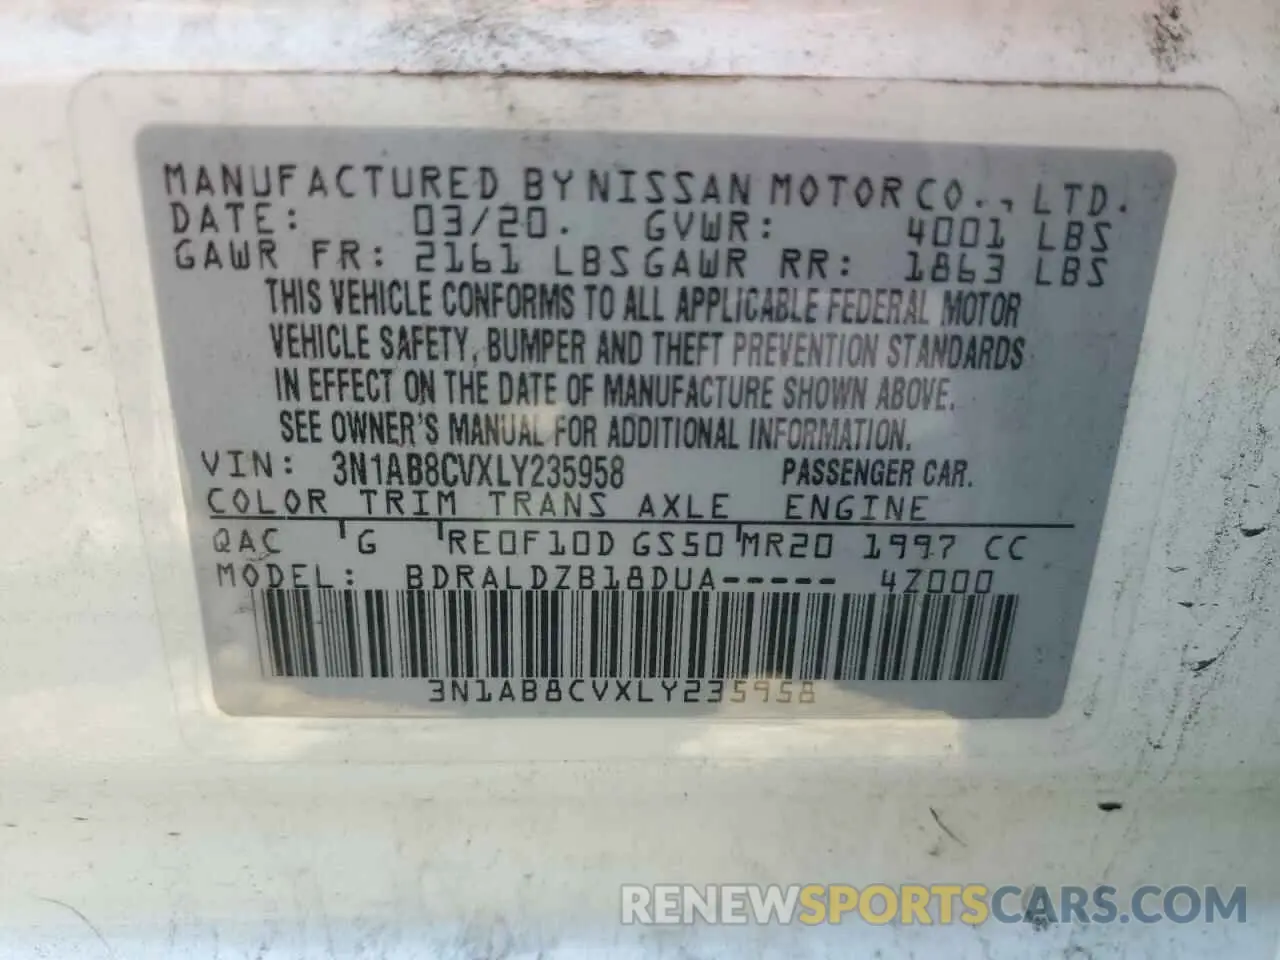 MANUFACTURED BY NISSAN MOTOR CO., LTD.
DATE: 03/20. GVWR: 4001 LBS
GAWR FR: 2161 LBS GAWR RR: 1863 LBS
THIS VEHICLE CONFORMS TO ALL APPLICABLE FEDERAL MOTOR
VEHICLE SAFETY, BUMPER AND THEFT PREVENTION STANDARDS
IN EFFECT ON THE DATE OF MANUFACTURE SHOWN ABOVE.
SEE OWNER'S MANUAL FOR ADDITIONAL INFORMATION.
VIN: 3N1AB8CVXLY235958 PASSENGER CAR.
COLOR TRIM TRANS AXLE ENGINE
QAC G RE0F10D GS50 MR20 1997 CC
MODEL: BDRALDZB18DUA----- 4Z000
3N1AB8CVXLY235958
RENEWSPORTSCARS.COM